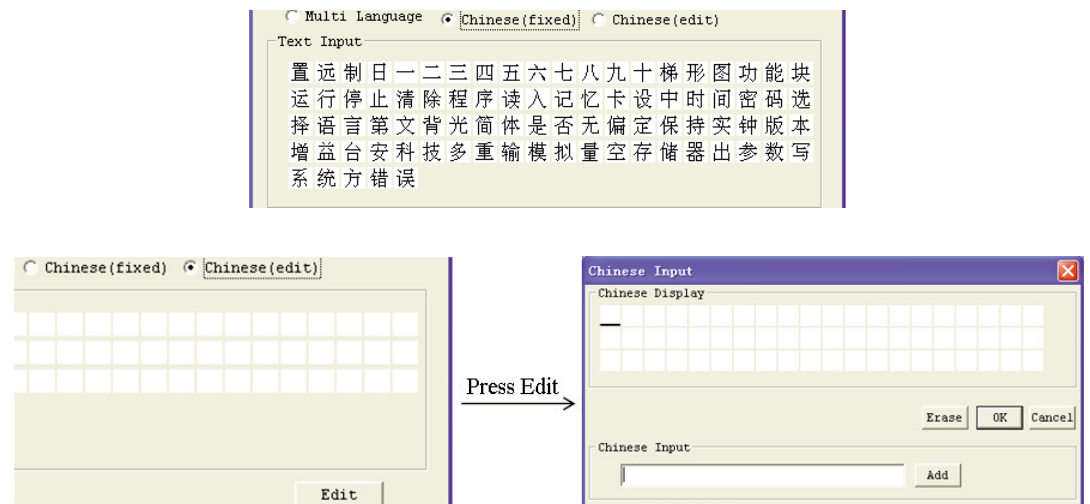 Multi Language Chinese(fixed) Chinese(edit)
Text Input
置远制日一二三四五六七八九十梯形图功能块
运行停止清除程序读入记忆卡设中时间密码选
择语言第文背光简体是否无偏定保持实钟版本
增益台安科技多重输模拟量空存储器出参数写
系统方错误
Chinese(fixed) Chinese(edit)
Edit
Press Edit
Chinese Input
Chinese Display
Erase OK Cancel
Chinese Input
Add